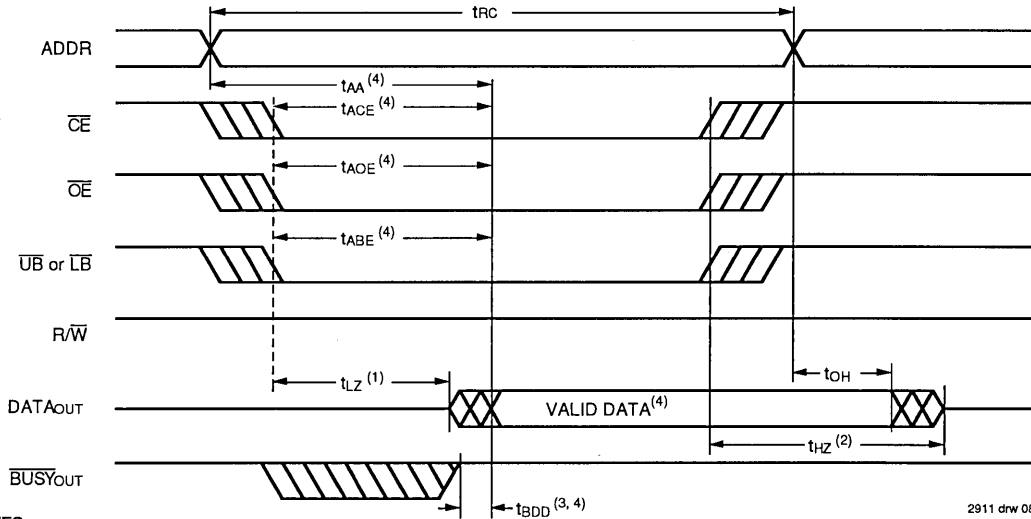 tRC
ADDR
tAA (4)
tACE (4)
CE
tAOE (4)
OE
tABE (4)
UB or LB
R/W
tLZ (1)
tOH
DATAOUT
VALID DATA(4)
tHZ (2)
BUSYOUT
tBDD (3, 4)
2911 drw 08